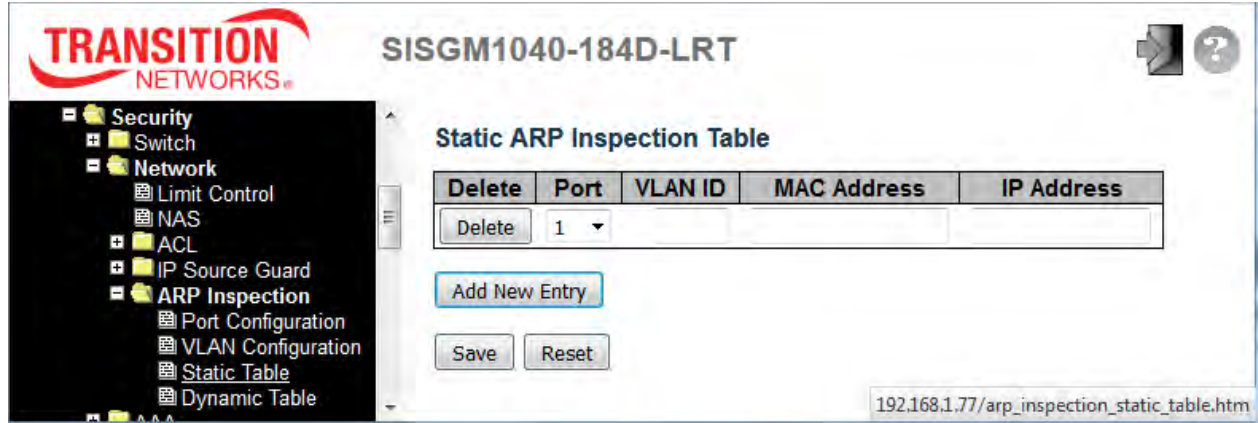 TRANSITION
NETWORKS®
SISGM1040-184D-LRT
?
Security
Switch
Network
Limit Control
NAS
ACL
IP Source Guard
ARP Inspection
Port Configuration
VLAN Configuration
Static Table
Dynamic Table
AAA
Static ARP Inspection Table
Delete Port VLAN ID MAC Address IP Address
Delete 1
Add New Entry
Save Reset
192.168.1.77/arp_inspection_static_table.htm